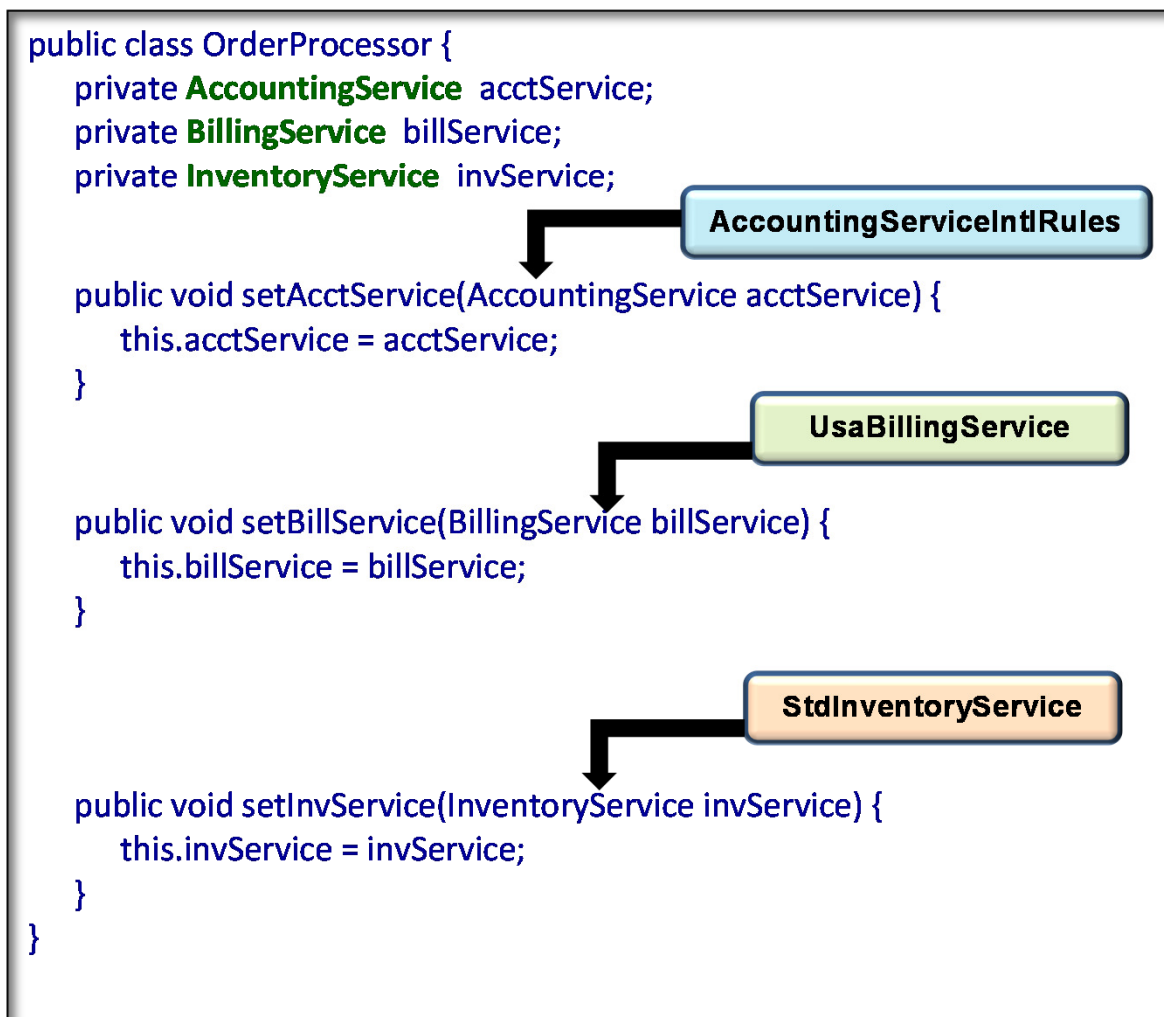 public class OrderProcessor {
private AccountingService acctService;
private BillingService billService;
private InventoryService invService;
AccountingServiceIntlRules
public void setAcctService(AccountingService acctService) {
this.acctService = acctService;
}
UsaBillingService
public void setBillService(BillingService billService) {
this.billService = billService;
}
StdInventoryService
public void setInvService(InventoryService invService) {
this.invService = invService;
}
}